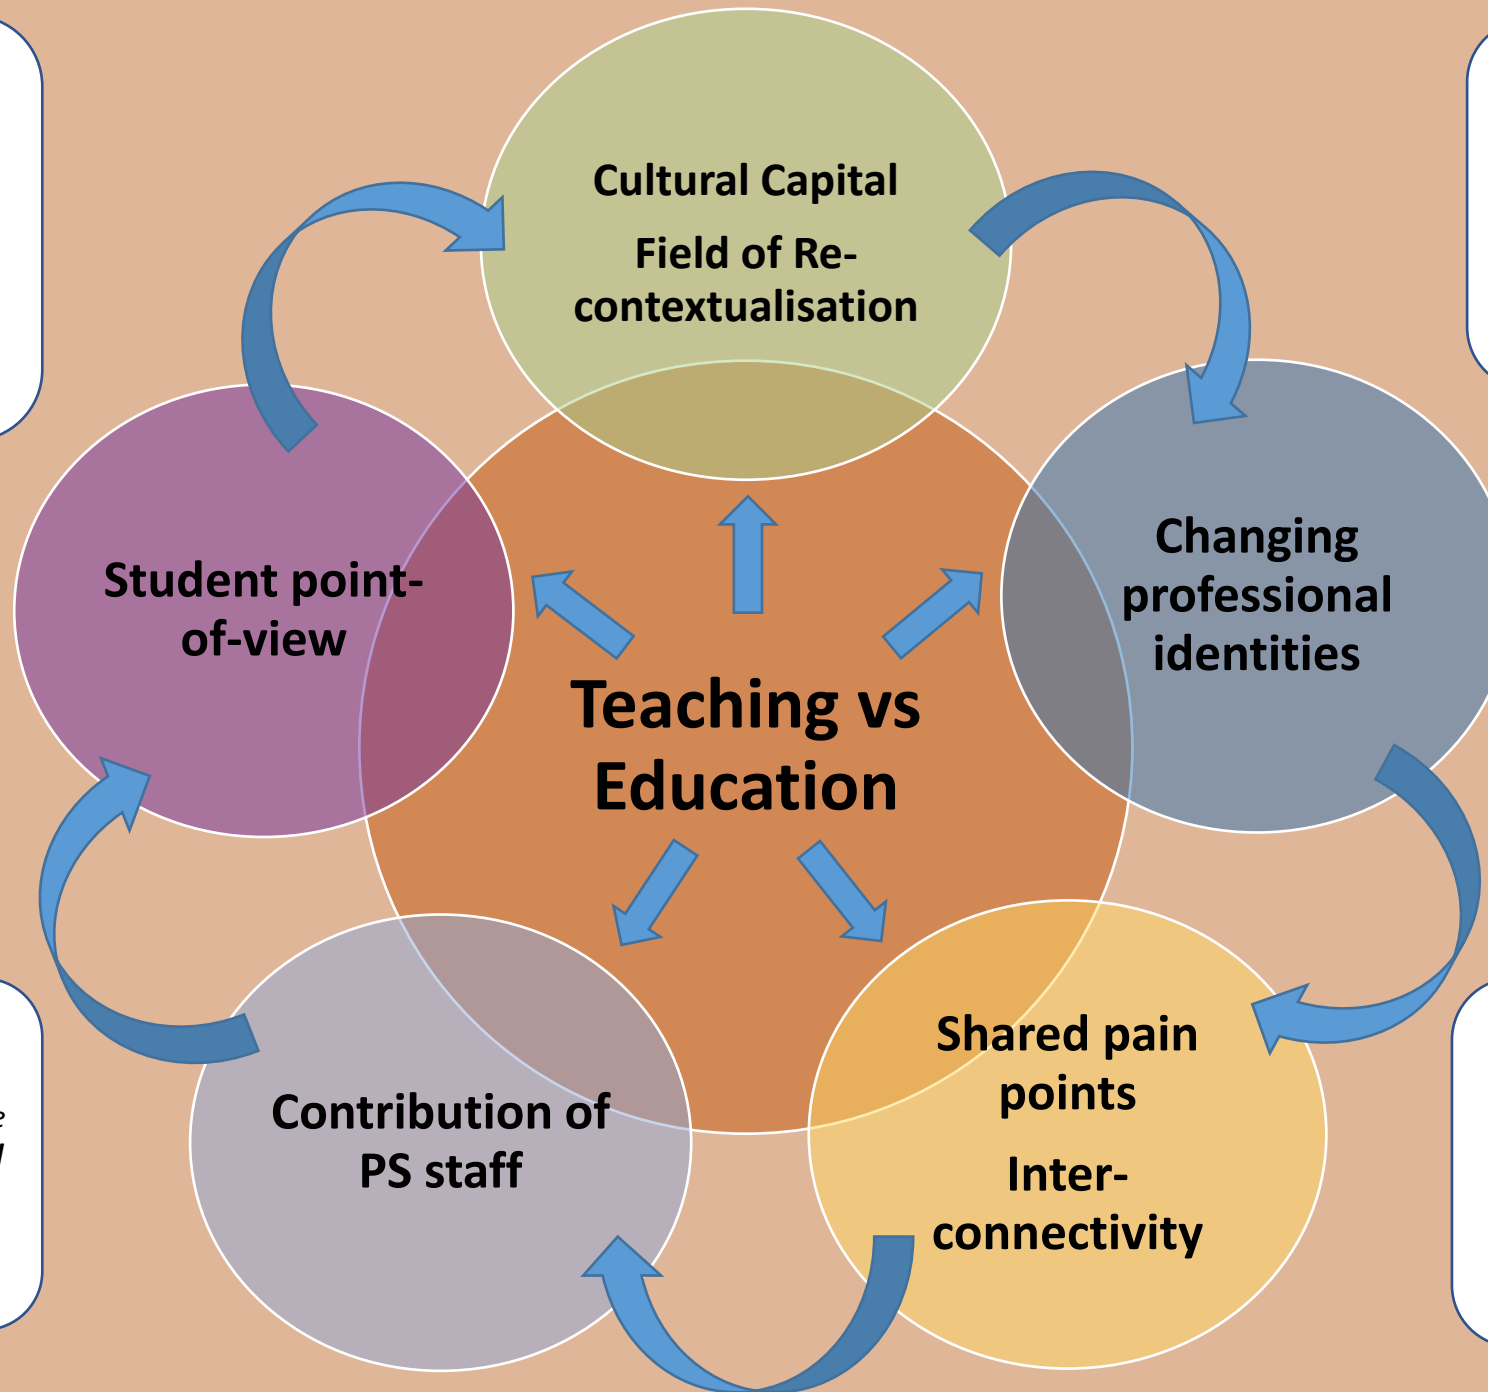 Cultural Capital
Field of Re-
contextualisation
Changing
professional
identities
Student point-
of-view
Teaching vs
Education
Shared pain
points
Inter-
connectivity
Contribution of
PS staff